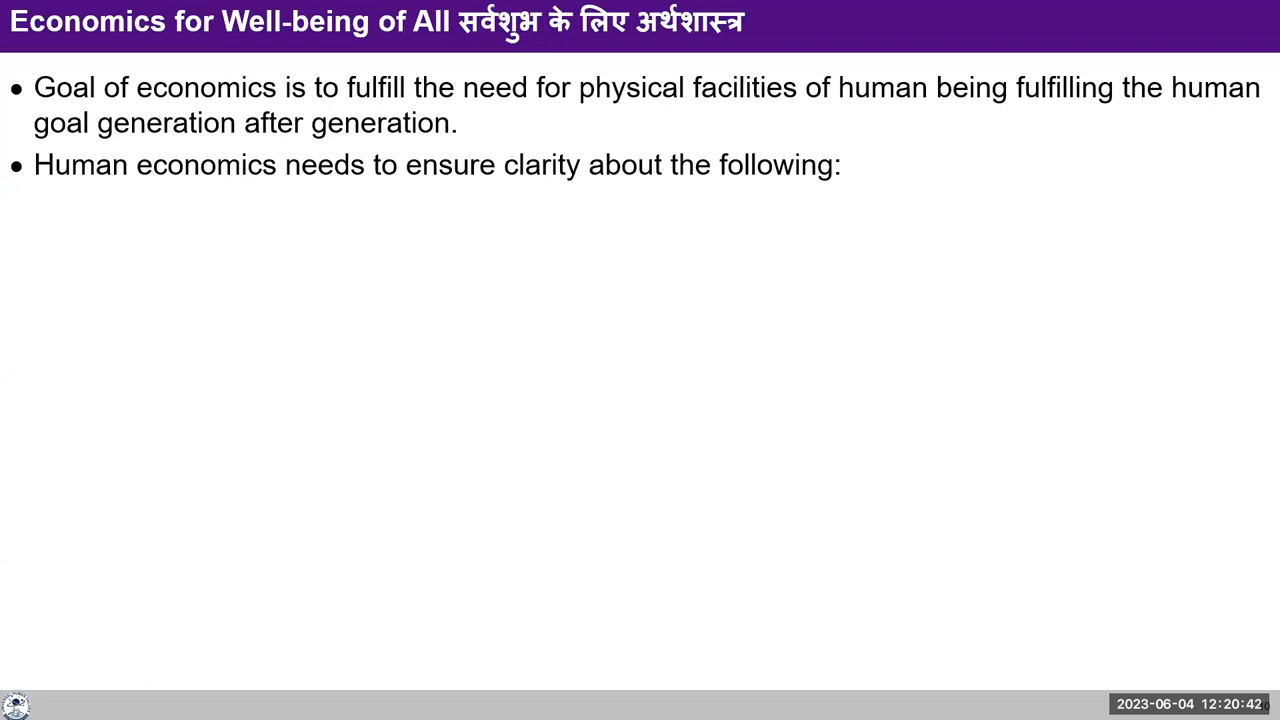 Economics for Well-being of All सर्वशुभ के लिए अर्थशास्त्र
• Goal of economics is to fulfill the need for physical facilities of human being fulfilling the human
goal generation after generation.
• Human economics needs to ensure clarity about the following:
2023-06-04 12:20:42